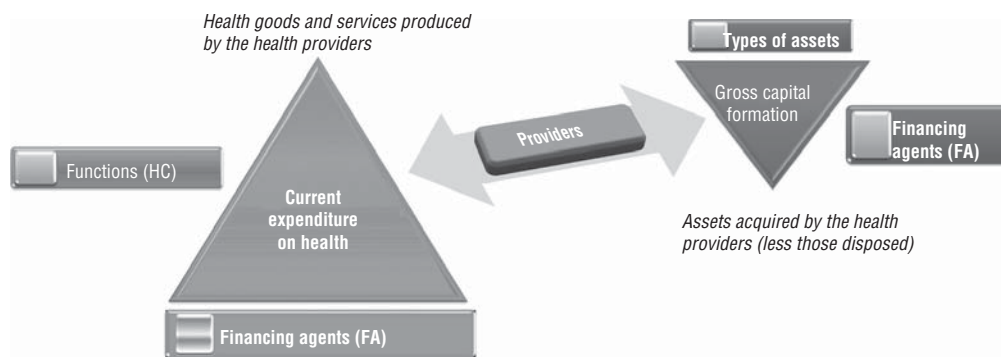 Health goods and services produced
by the health providers
Types of assets
Gross capital
formation
Providers
Financing
agents (FA)
Functions (HC)
Current
expenditure
on health
Assets acquired by the health
providers (less those disposed)
Financing agents (FA)